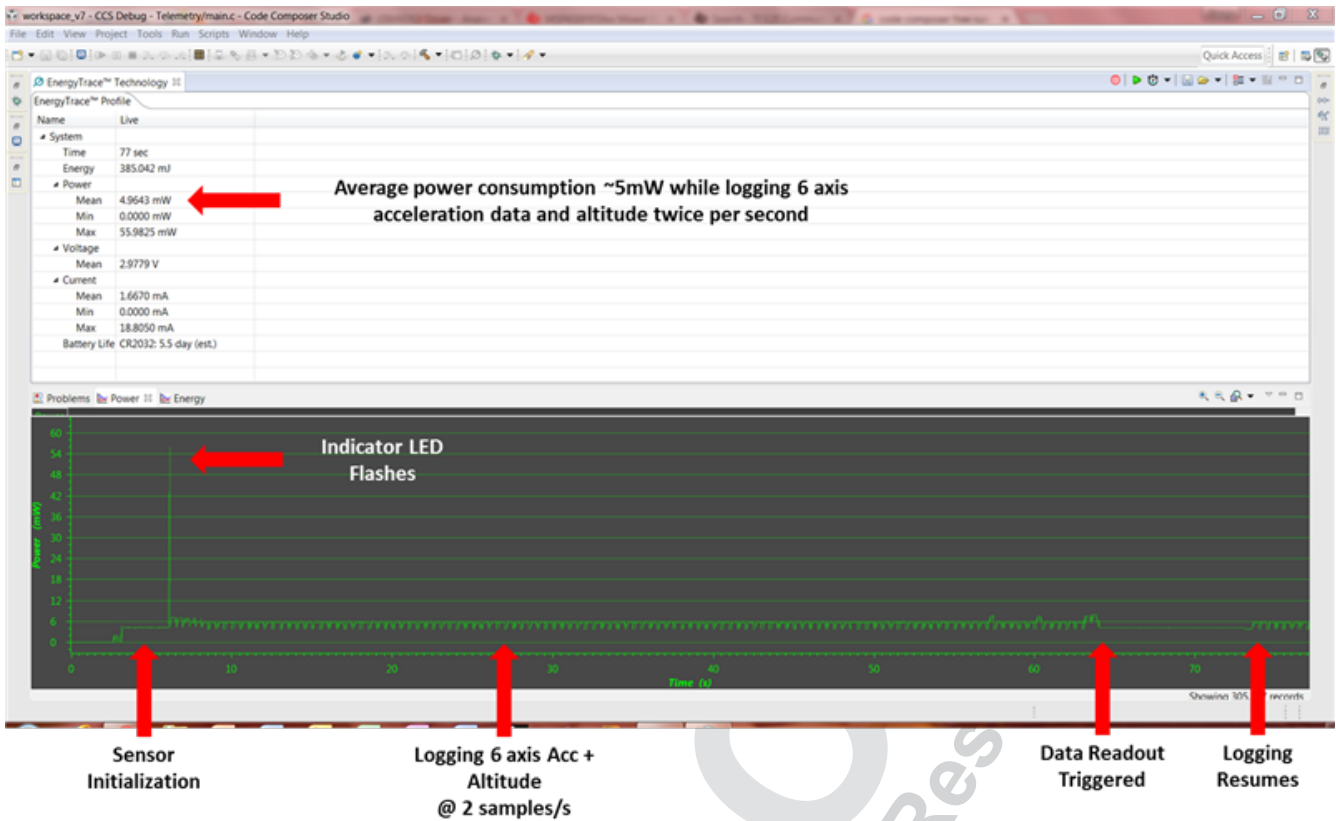 workspace_v7 - CCS Debug - Telemetry/main.c - Code Composer Studio
File Edit View Project Tools Run Scripts Window Help
Quick Access
EnergyTrace™ Technology
EnergyTrace™ Profile
Name Live
System
Time 77 sec
Energy 385.042 mJ
Power
Mean 4.9643 mW
Min 0.0000 mW
Max 55.9825 mW
Voltage
Mean 2.9779 V
Current
Mean 1.6670 mA
Min 0.0000 mA
Max 18.8050 mA
Battery Life CR2032: 5.5 day (est.)
Average power consumption ~5mW while logging 6 axis
acceleration data and altitude twice per second
Problems Power Energy
Indicator LED
Flashes
Power (mW)
60
54
48
42
36
30
24
18
12
6
0
0 10 20 30 40 50 60 70
Time (s)
Showing records
Sensor
Initialization
Logging 6 axis Acc +
Altitude
@ 2 samples/s
Data Readout
Triggered
Logging
Resumes
Res